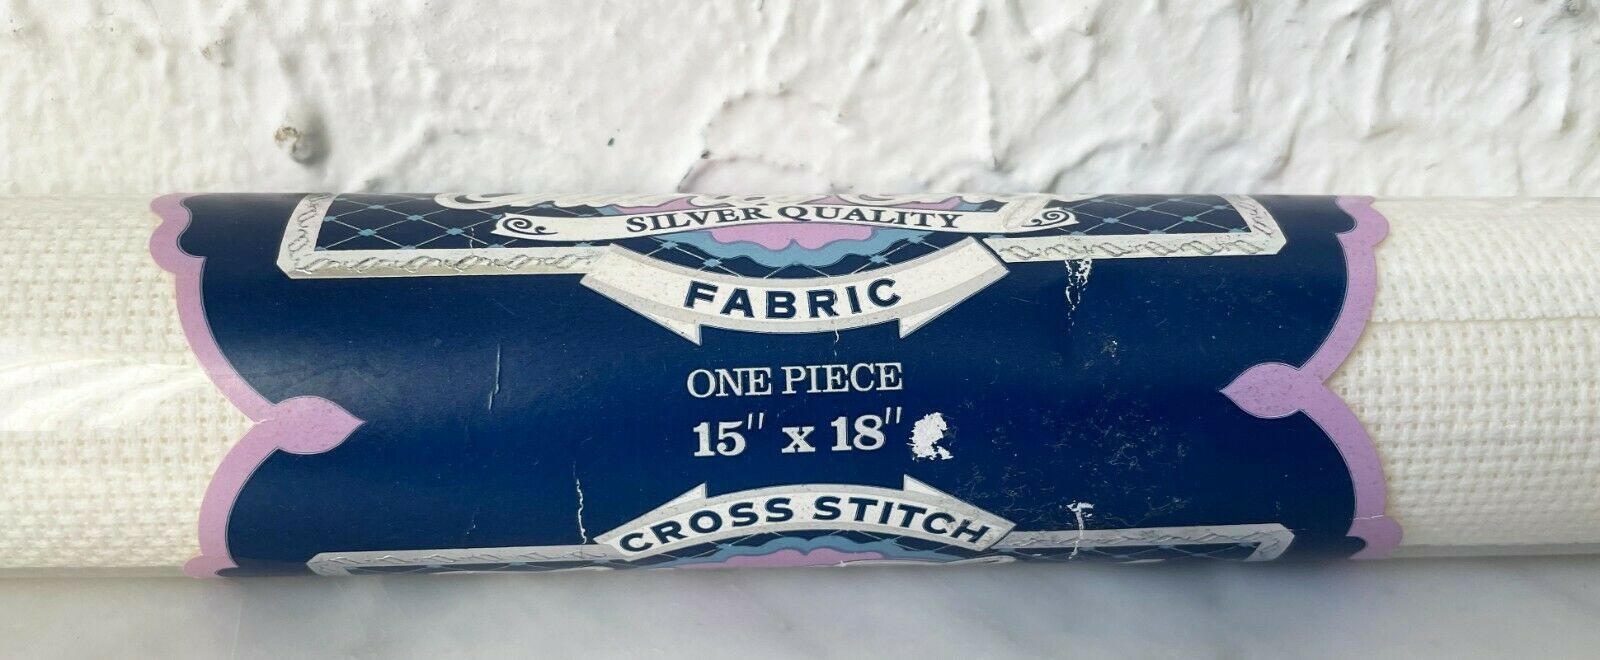 SILVER QUALITY
FABRIC
ONE PIECE
15" x 18"
CROSS STITCH